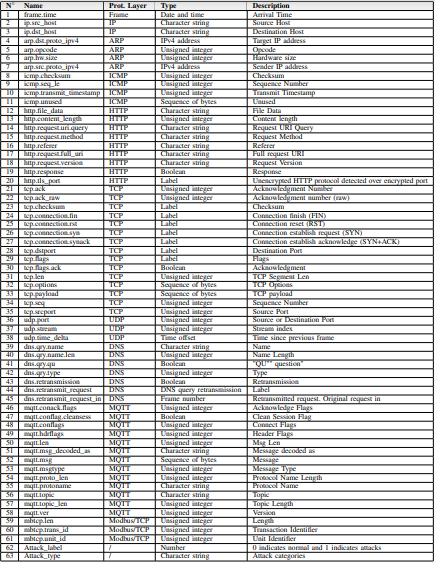 N° Name Prot. Layer Type Description
1 frame.time Frame Date and time Arrival Time
2 ip.src_host IP Character string Source Host
3 ip.dst_host IP Character string Destination Host
4 arp.dst.proto_ipv4 ARP IPv4 address Target IP address
5 arp.opcode ARP Unsigned integer Opcode
6 arp.hw.size ARP Unsigned integer Hardware size
7 arp.src.proto_ipv4 ARP IPv4 address Sender IP address
8 icmp.checksum ICMP Unsigned integer Checksum
9 icmp.seq_le ICMP Unsigned integer Sequence Number
10 icmp.transmit_timestamp ICMP Unsigned integer Transmit Timestamp
11 icmp.unused ICMP Sequence of bytes Unused
12 http.file_data HTTP Character string File Data
13 http.content_length HTTP Unsigned integer Content length
14 http.request.uri.query HTTP Character string Request URI Query
15 http.request.method HTTP Character string Request Method
16 http.referer HTTP Character string Referer
17 http.request.full_uri HTTP Character string Full request URI
18 http.request.version HTTP Character string Request Version
19 http.response HTTP Boolean Response
20 http.tls_port HTTP Label Unencrypted HTTP protocol detected over encrypted port
21 tcp.ack TCP Unsigned integer Acknowledgment Number
22 tcp.ack_raw TCP Unsigned integer Acknowledgment number (raw)
23 tcp.checksum TCP Label Checksum
24 tcp.connection.fin TCP Label Connection finish (FIN)
25 tcp.connection.rst TCP Label Connection reset (RST)
26 tcp.connection.syn TCP Label Connection establish request (SYN)
27 tcp.connection.synack TCP Label Connection establish acknowledge (SYN+ACK)
28 tcp.dstport TCP Label Destination Port
29 tcp.flags TCP Label Flags
30 tcp.flags.ack TCP Boolean Acknowledgment
31 tcp.len TCP Unsigned integer TCP Segment Len
32 tcp.options TCP Sequence of bytes TCP Options
33 tcp.payload TCP Sequence of bytes TCP payload
34 tcp.seq TCP Unsigned integer Sequence Number
35 tcp.srcport TCP Unsigned integer Source Port
36 udp.port UDP Unsigned integer Source or Destination Port
37 udp.stream UDP Unsigned integer Stream index
38 udp.time_delta UDP Time offset Time since previous frame
39 dns.qry.name DNS Character string Name
40 dns.qry.name.len DNS Unsigned integer Name Length
41 dns.qry.qu DNS Boolean "QU"" question"
42 dns.qry.type DNS Unsigned integer Type
43 dns.retransmission DNS Boolean Retransmission
44 dns.retransmit_request DNS DNS query retransmission Label
45 dns.retransmit_request_in DNS Frame number Retransmitted request. Original request in
46 mqtt.conack.flags MQTT Unsigned integer Acknowledge Flags
47 mqtt.conflag.cleansess MQTT Boolean Clean Session Flag
48 mqtt.conflags MQTT Unsigned integer Connect Flags
49 mqtt.hdrflags MQTT Unsigned integer Header Flags
50 mqtt.len MQTT Unsigned integer Msg Len
51 mqtt.msg_decoded_as MQTT Character string Message decoded as
52 mqtt.msg MQTT Sequence of bytes Message
53 mqtt.msgtype MQTT Unsigned integer Message Type
54 mqtt.proto_len MQTT Unsigned integer Protocol Name Length
55 mqtt.protoname MQTT Character string Protocol Name
56 mqtt.topic MQTT Character string Topic
57 mqtt.topic_len MQTT Unsigned integer Topic Length
58 mqtt.ver MQTT Unsigned integer Version
59 mbtcp.len Modbus/TCP Unsigned integer Length
60 mbtcp.trans_id Modbus/TCP Unsigned integer Transaction Identifier
61 mbtcp.unit_id Modbus/TCP Unsigned integer Unit Identifier
62 Attack_label / Number 0 indicates normal and 1 indicates attacks
63 Attack_type / Character string Attack categories